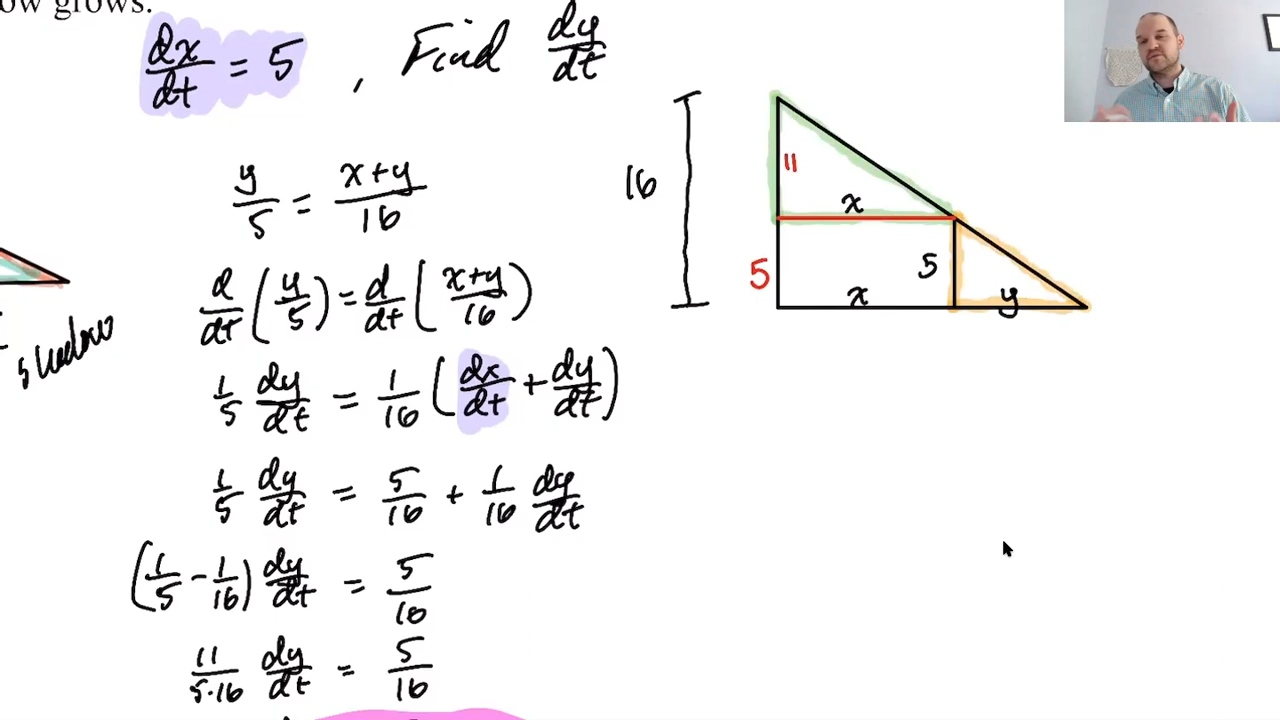 ow grows.
dx/dt = 5 , Find dy/dt
y/5 = (x+y)/16
d/dt (y/5) = d/dt ((x+y)/16)
1/5 dy/dt = 1/16 (dx/dt + dy/dt)
1/5 dy/dt = 5/16 + 1/16 dy/dt
(1/5 - 1/16) dy/dt = 5/16
11/5·16 dy/dt = 5/16
16
11
x
5
5
x
y